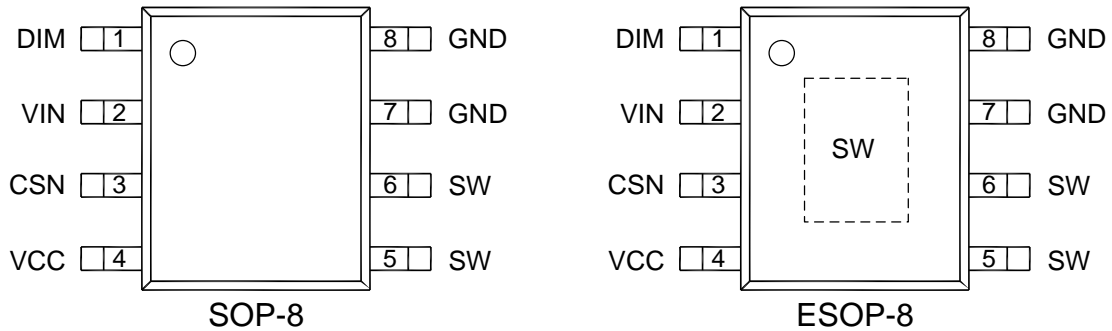 DIM 1 8 GND
VIN 2 7 GND
CSN 3 6 SW
VCC 4 5 SW
SOP-8
DIM 1 8 GND
VIN 2 7 GND
SW
CSN 3 6 SW
VCC 4 5 SW
ESOP-8